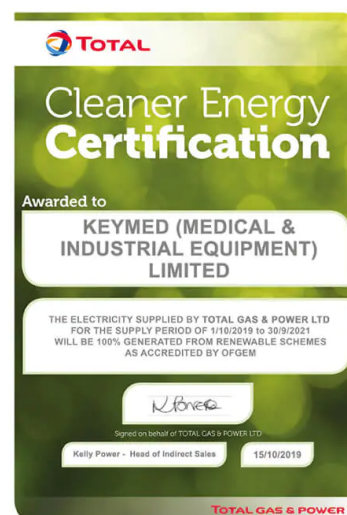 TOTAL
Cleaner Energy
Certification
Awarded to
KEYMED (MEDICAL &
INDUSTRIAL EQUIPMENT)
LIMITED
THE ELECTRICITY SUPPLIED BY TOTAL GAS & POWER LTD
FOR THE SUPPLY PERIOD OF 1/10/2019 to 30/9/2021
WILL BE 100% GENERATED FROM RENEWABLE SCHEMES
AS ACCREDITED BY OFGEM
K Power
Signed on behalf of TOTAL GAS & POWER LTD
Kelly Power - Head of Indirect Sales
15/10/2019
TOTAL GAS & POWER